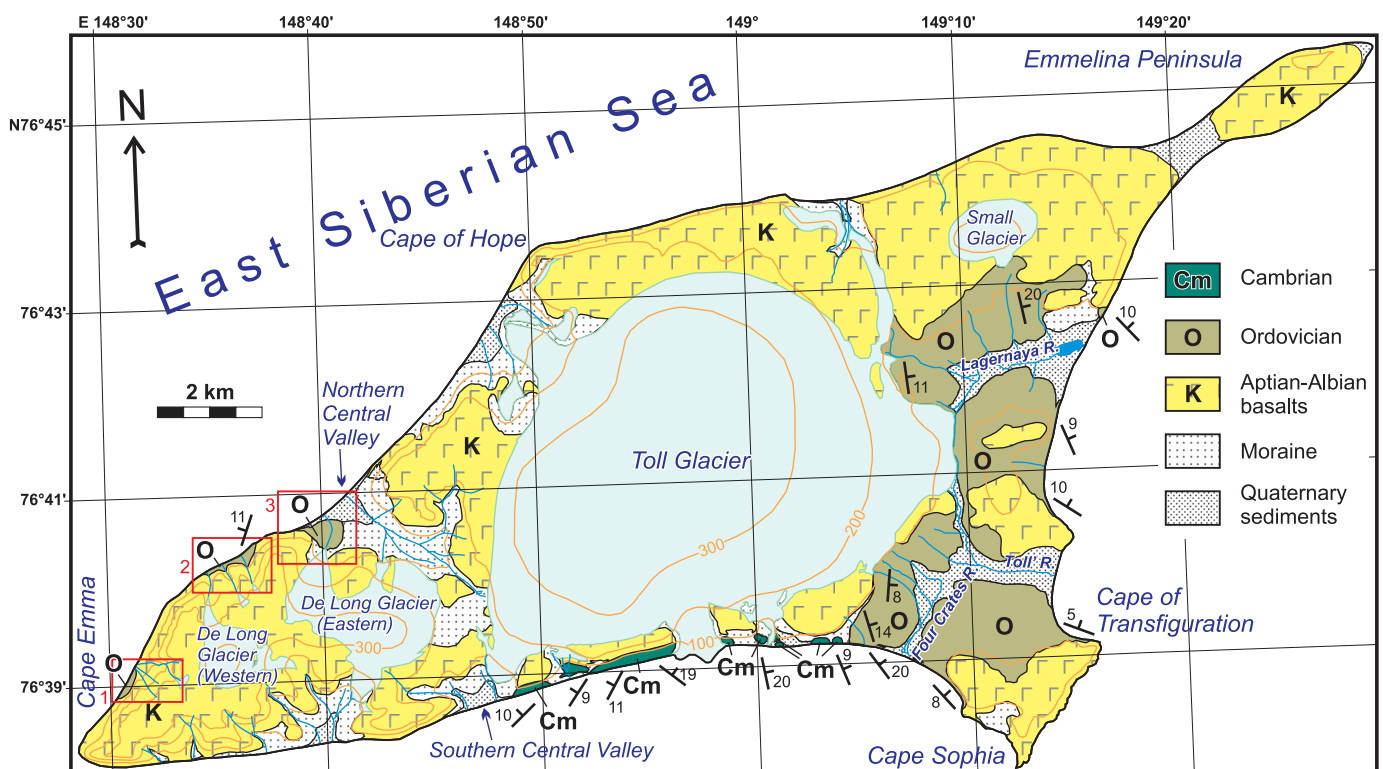 E 148°30'
148°40'
148°50'
149°
149°10'
149°20'
Emmelina Peninsula
N
K
N76°45'
East Siberian Sea
Cape of Hope
K
Small
Glacier
Cm
Cambrian
20
10
76°43'
O
O
O
Ordovician
Lagernaya R.
11
2 km
Northern
Central
Valley
K
Aptian-Albian
basalts
9
K
Toll Glacier
O
Moraine
76°41'
3
O
10
Quaternary
sediments
11
200
300
O
2
Toll' R.
De Long Glacier
(Eastern)
8
Four Crates R.
Cape of
Transfiguration
O
O
5
14
De Long
Glacier
(Western)
300
100
Cape Emma
O
1
76°39'
Cm
Cm
9
20
20
19
Cm
9
11
8
K
10
Cm
Southern Central Valley
Cape Sophia